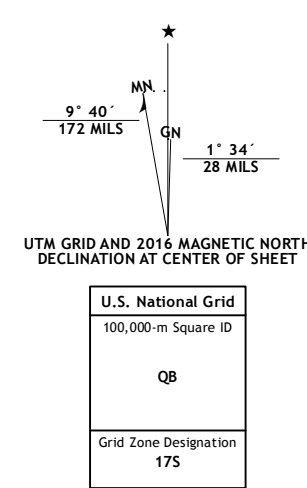 ★
MN
9° 40´
172 MILS
GN
1° 34´
28 MILS
UTM GRID AND 2016 MAGNETIC NORTH
DECLINATION AT CENTER OF SHEET
U.S. National Grid
100,000-m Square ID
QB
Grid Zone Designation
17S